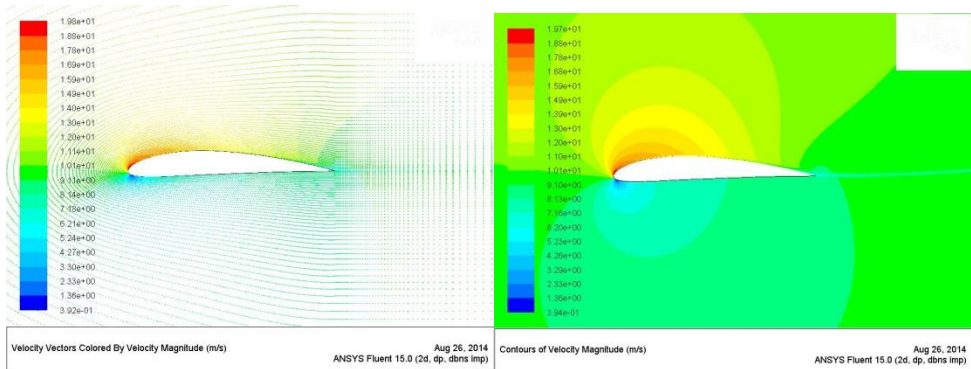 1.98e+01
1.88e+01
1.78e+01
1.69e+01
1.59e+01
1.49e+01
1.40e+01
1.30e+01
1.20e+01
1.11e+01
1.01e+01
9.11e+00
8.14e+00
7.18e+00
6.21e+00
5.24e+00
4.27e+00
3.30e+00
2.33e+00
1.36e+00
3.92e-01
Velocity Vectors Colored By Velocity Magnitude (m/s)
Aug 26, 2014
ANSYS Fluent 15.0 (2d, dp, dbns imp)
1.97e+01
1.88e+01
1.78e+01
1.68e+01
1.59e+01
1.49e+01
1.39e+01
1.30e+01
1.20e+01
1.10e+01
1.01e+01
9.10e+00
8.13e+00
7.16e+00
6.20e+00
5.23e+00
4.26e+00
3.29e+00
2.33e+00
1.36e+00
3.94e-01
Contours of Velocity Magnitude (m/s)
Aug 26, 2014
ANSYS Fluent 15.0 (2d, dp, dbns imp)